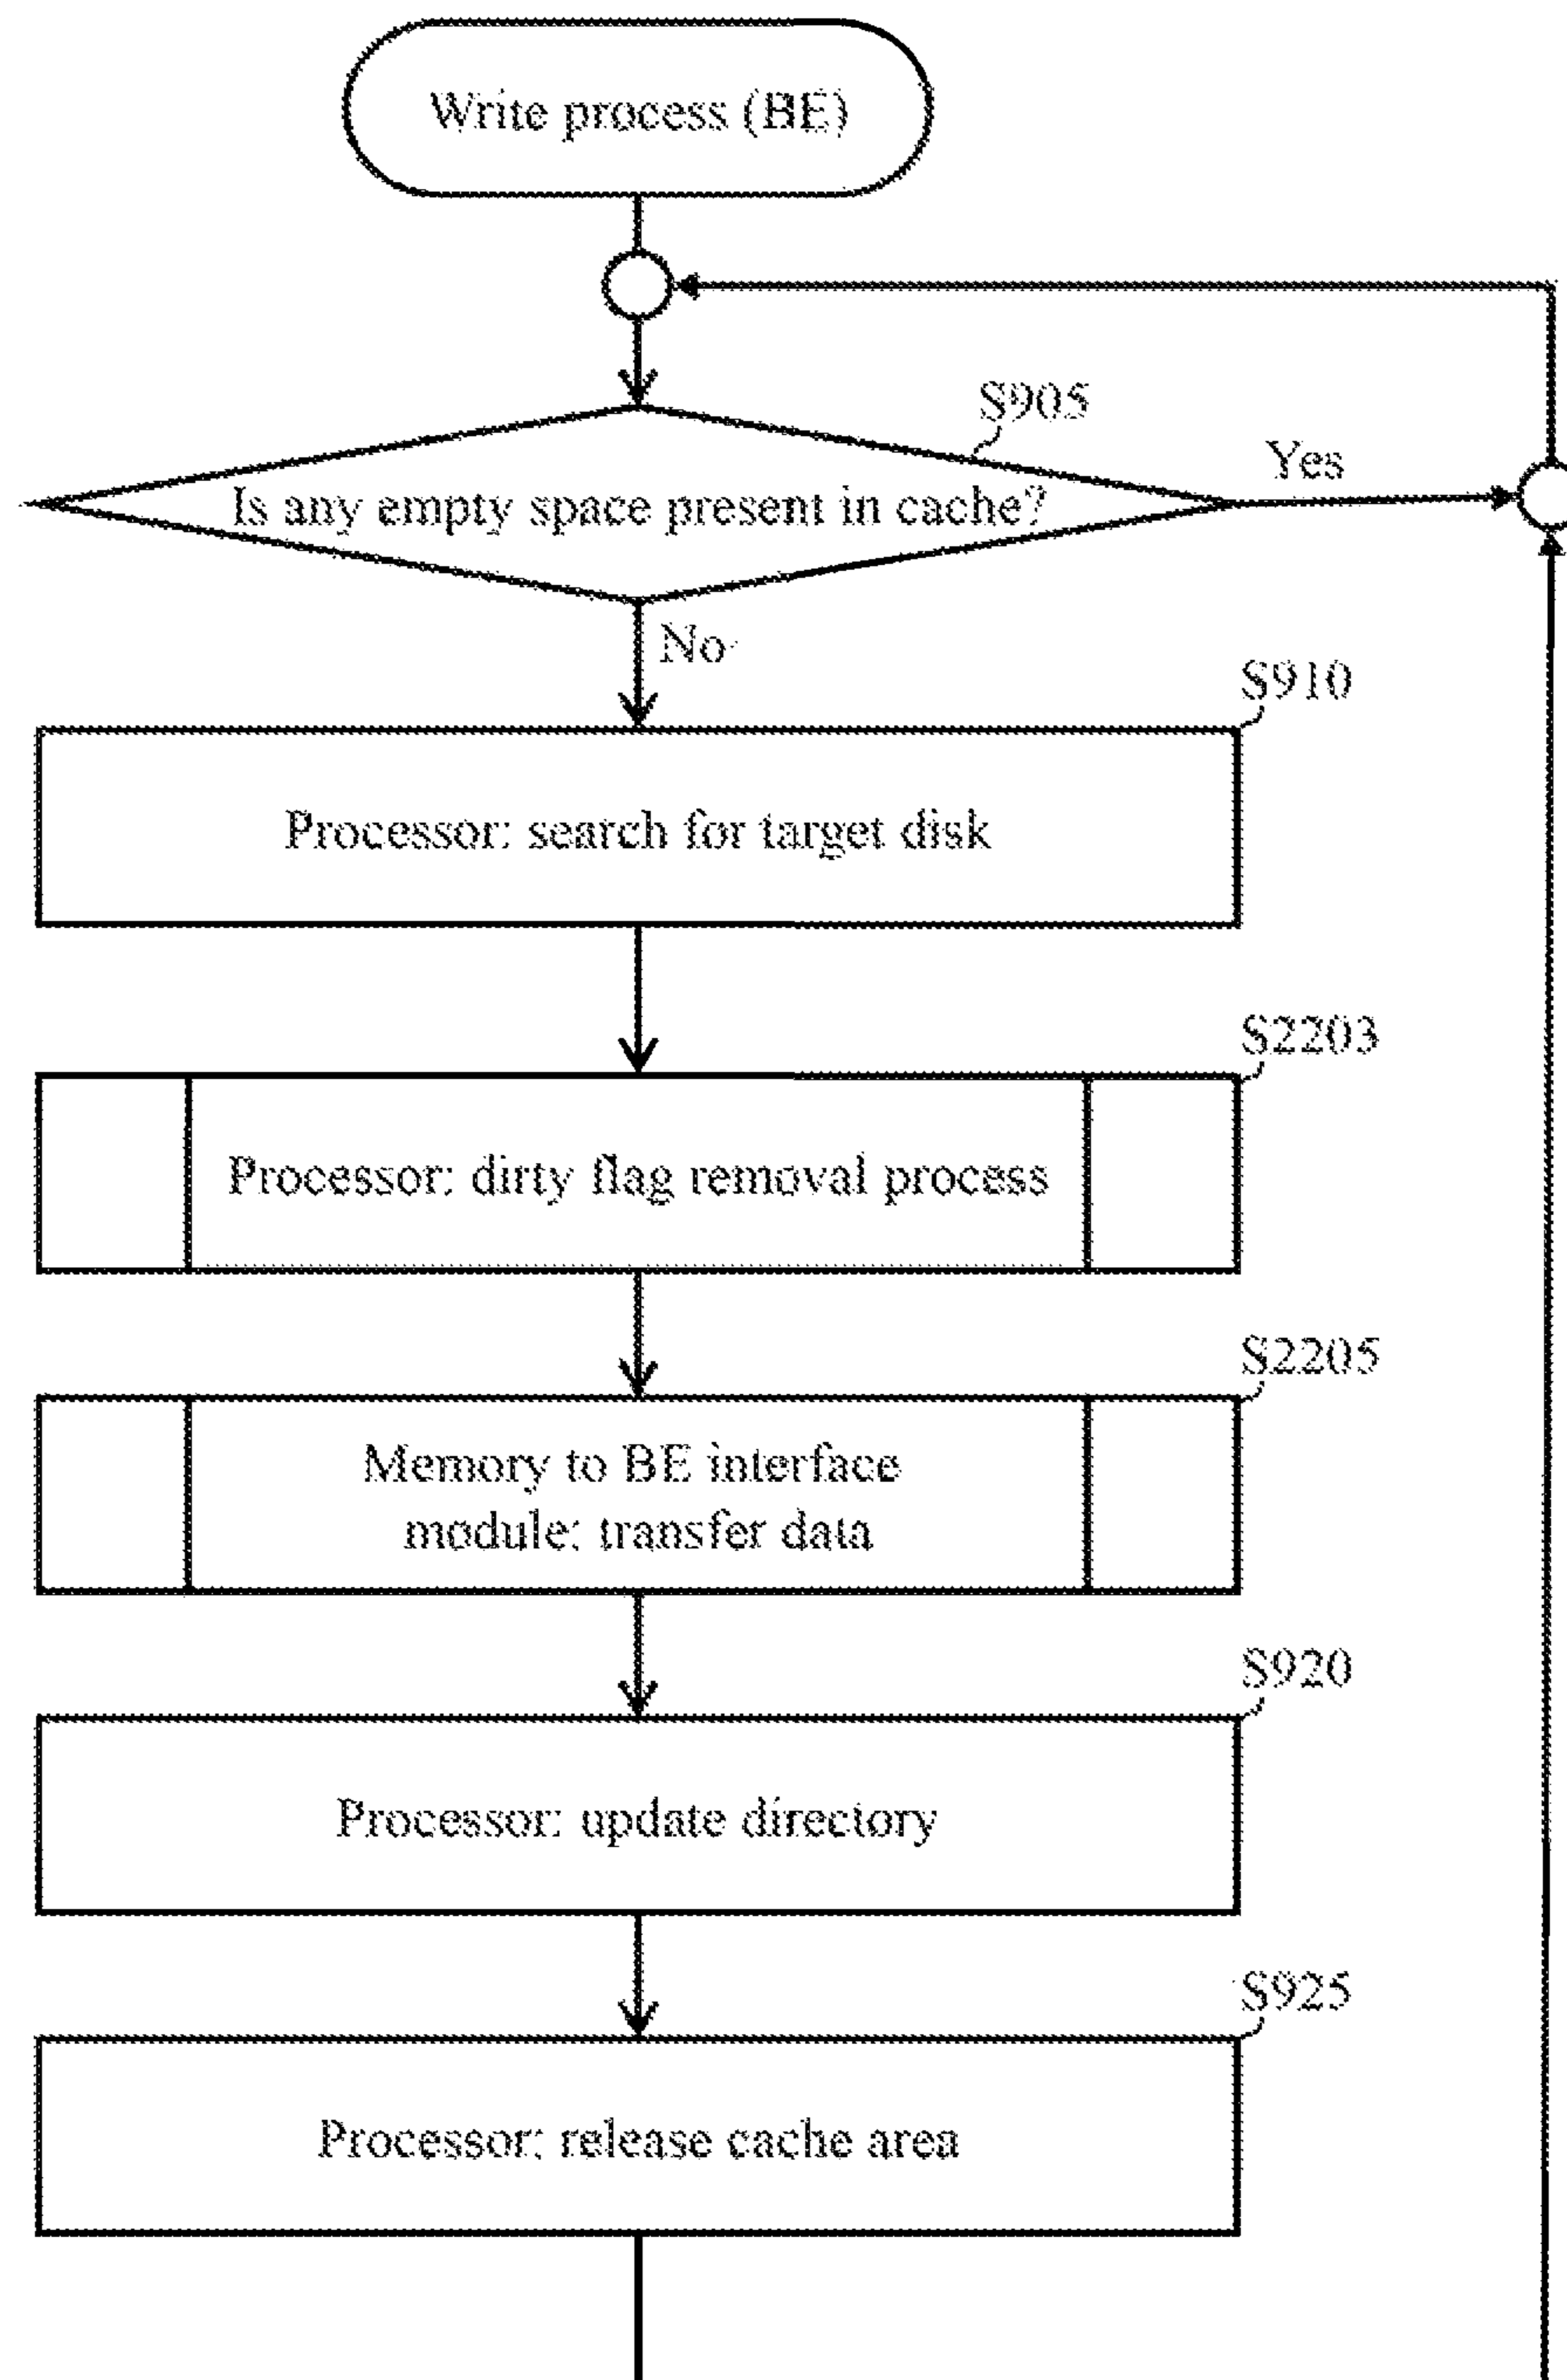 Write process (BE)
S905
Is any empty space present in cache?
Yes
No
S910
Processor: search for target disk
S2203
Processor: dirty flag removal process
S2205
Memory to BE interface
module: transfer data
S920
Processor: update directory
S925
Processor: release cache area